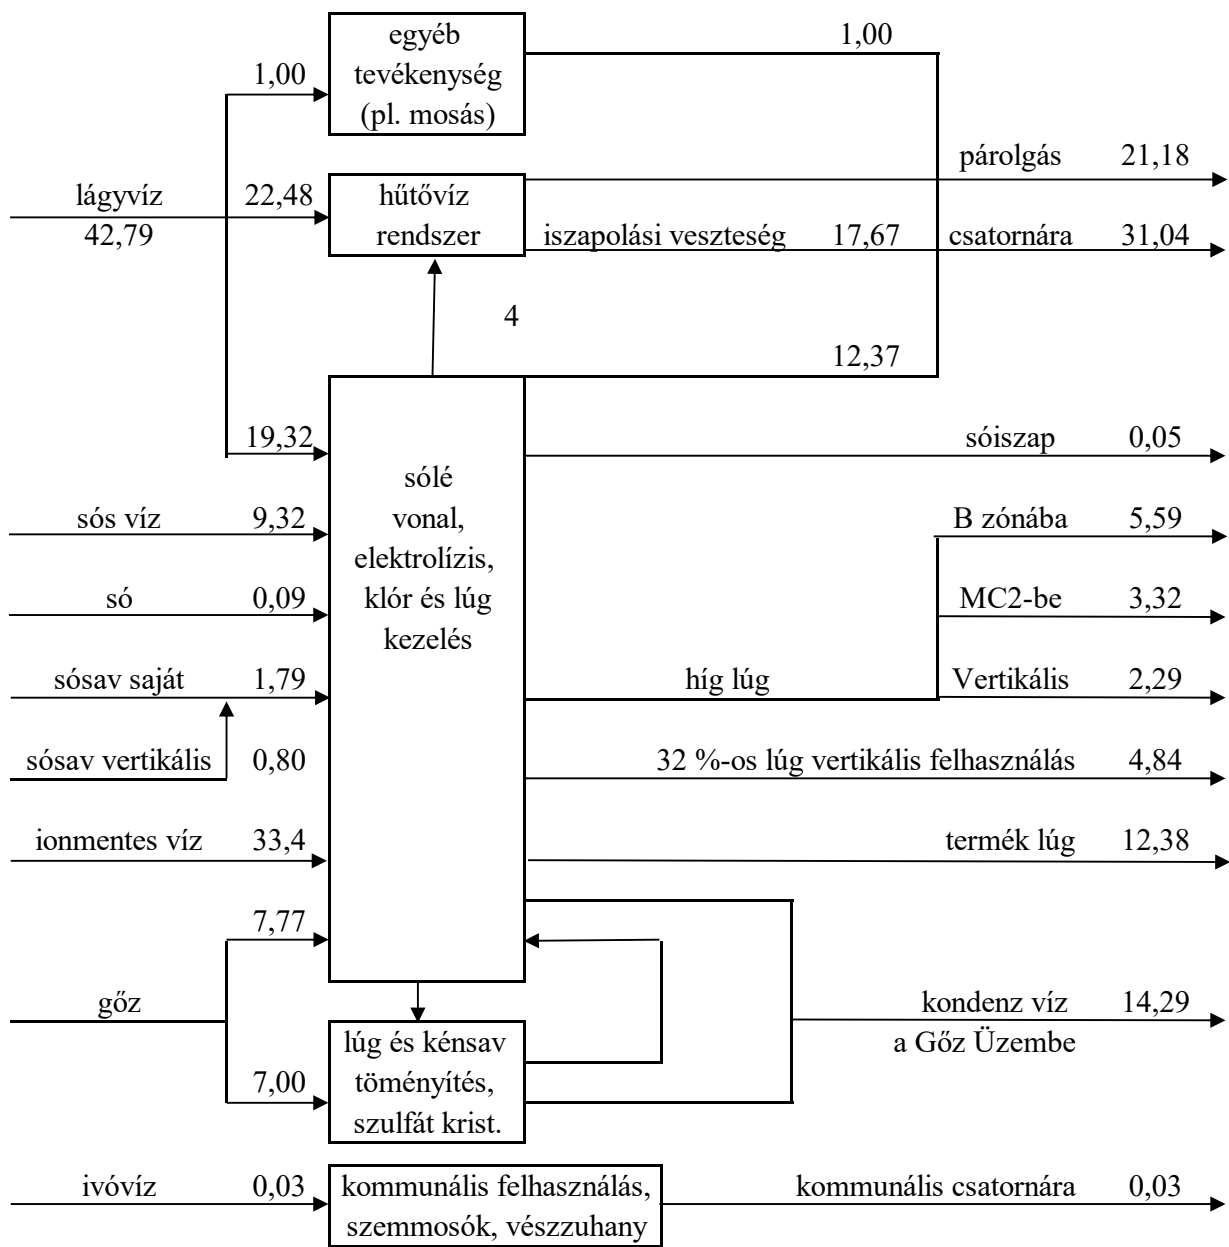 egyéb
tevékenység
(pl. mosás)
1,00
1,00
lágyvíz
42,79
22,48
hűtővíz
rendszer
párolgás 21,18
iszapolási veszteség 17,67
csatornára 31,04
4
12,37
19,32
sólé
vonal,
elektrolízis,
klór és lúg
kezelés
sóiszap 0,05
sós víz 9,32
B zónába 5,59
só 0,09
MC2-be 3,32
sósav saját 1,79
híg lúg
Vertikális 2,29
sósav vertikális 0,80
32 %-os lúg vertikális felhasználás 4,84
ionmentes víz 33,4
termék lúg 12,38
7,77
gőz
7,00
lúg és kénsav
töményítés,
szulfát krist.
kondenz víz 14,29
a Gőz Üzembe
ivóvíz 0,03
kommunális felhasználás,
szemmosók, vészzuhany
kommunális csatornára 0,03